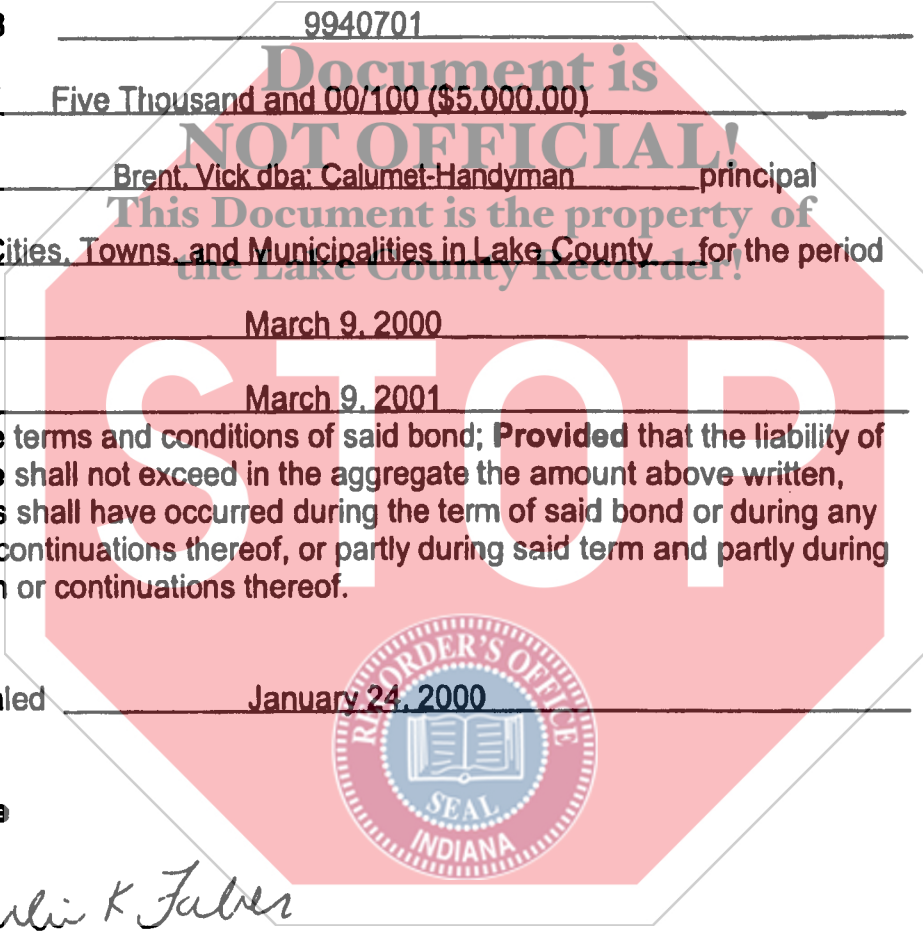 9940701
Document is
Five Thousand and 00/100 ($5,000.00)
NOT OFFICIAL!
Brent, Vick dba: Calumet-Handyman principal
This Document is the property of
ities, Towns, and Municipalities in Lake County for the period
the Lake County Recorder!
March 9, 2000
STOP
March 9, 2001
terms and conditions of said bond; Provided that the liability of
shall not exceed in the aggregate the amount above written,
s shall have occurred during the term of said bond or during any
continuations thereof, or partly during said term and partly during
or continuations thereof.
RECORDER'S OFFICE
led January 24, 2000
SEAL
INDIANA
K Faber